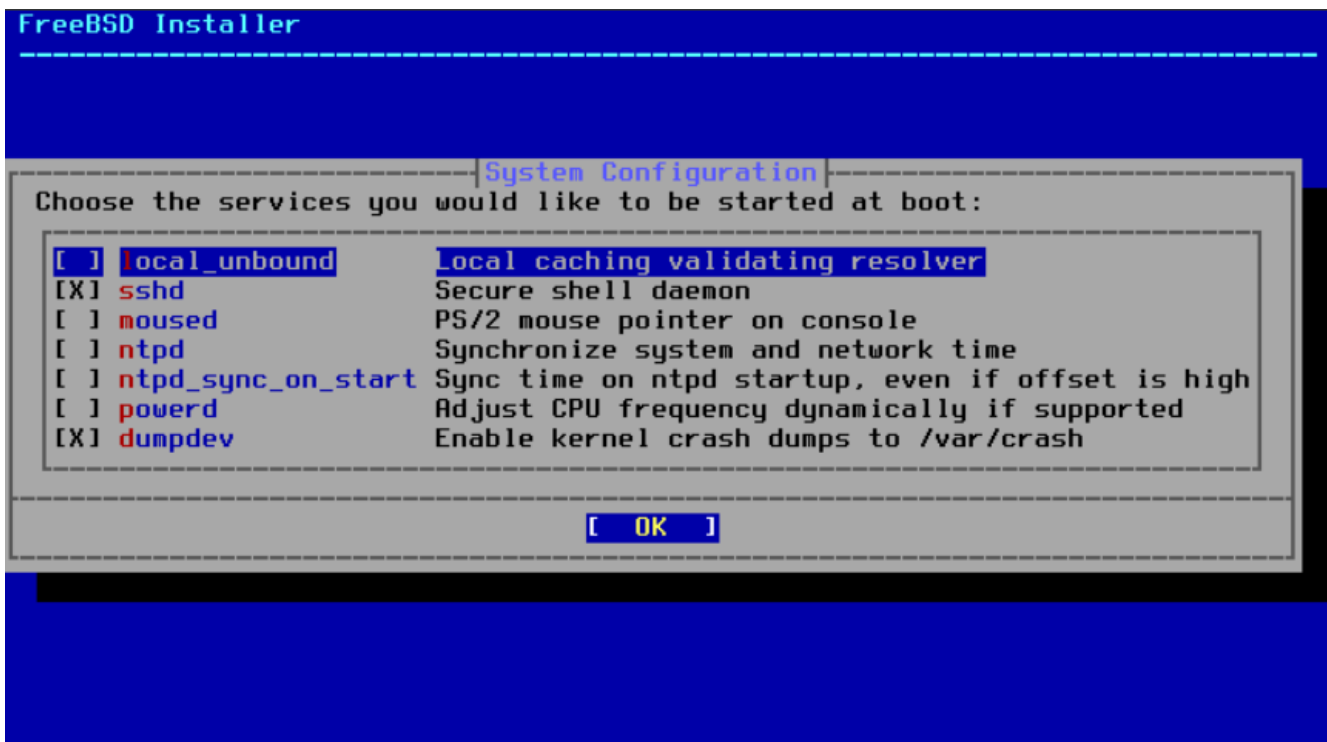 FreeBSD Installer
System Configuration
Choose the services you would like to be started at boot:
[ ] local_unbound Local caching validating resolver
[X] sshd Secure shell daemon
[ ] moused PS/2 mouse pointer on console
[ ] ntpd Synchronize system and network time
[ ] ntpd_sync_on_start Sync time on ntpd startup, even if offset is high
[ ] powerd Adjust CPU frequency dynamically if supported
[X] dumpdev Enable kernel crash dumps to /var/crash
[ OK ]